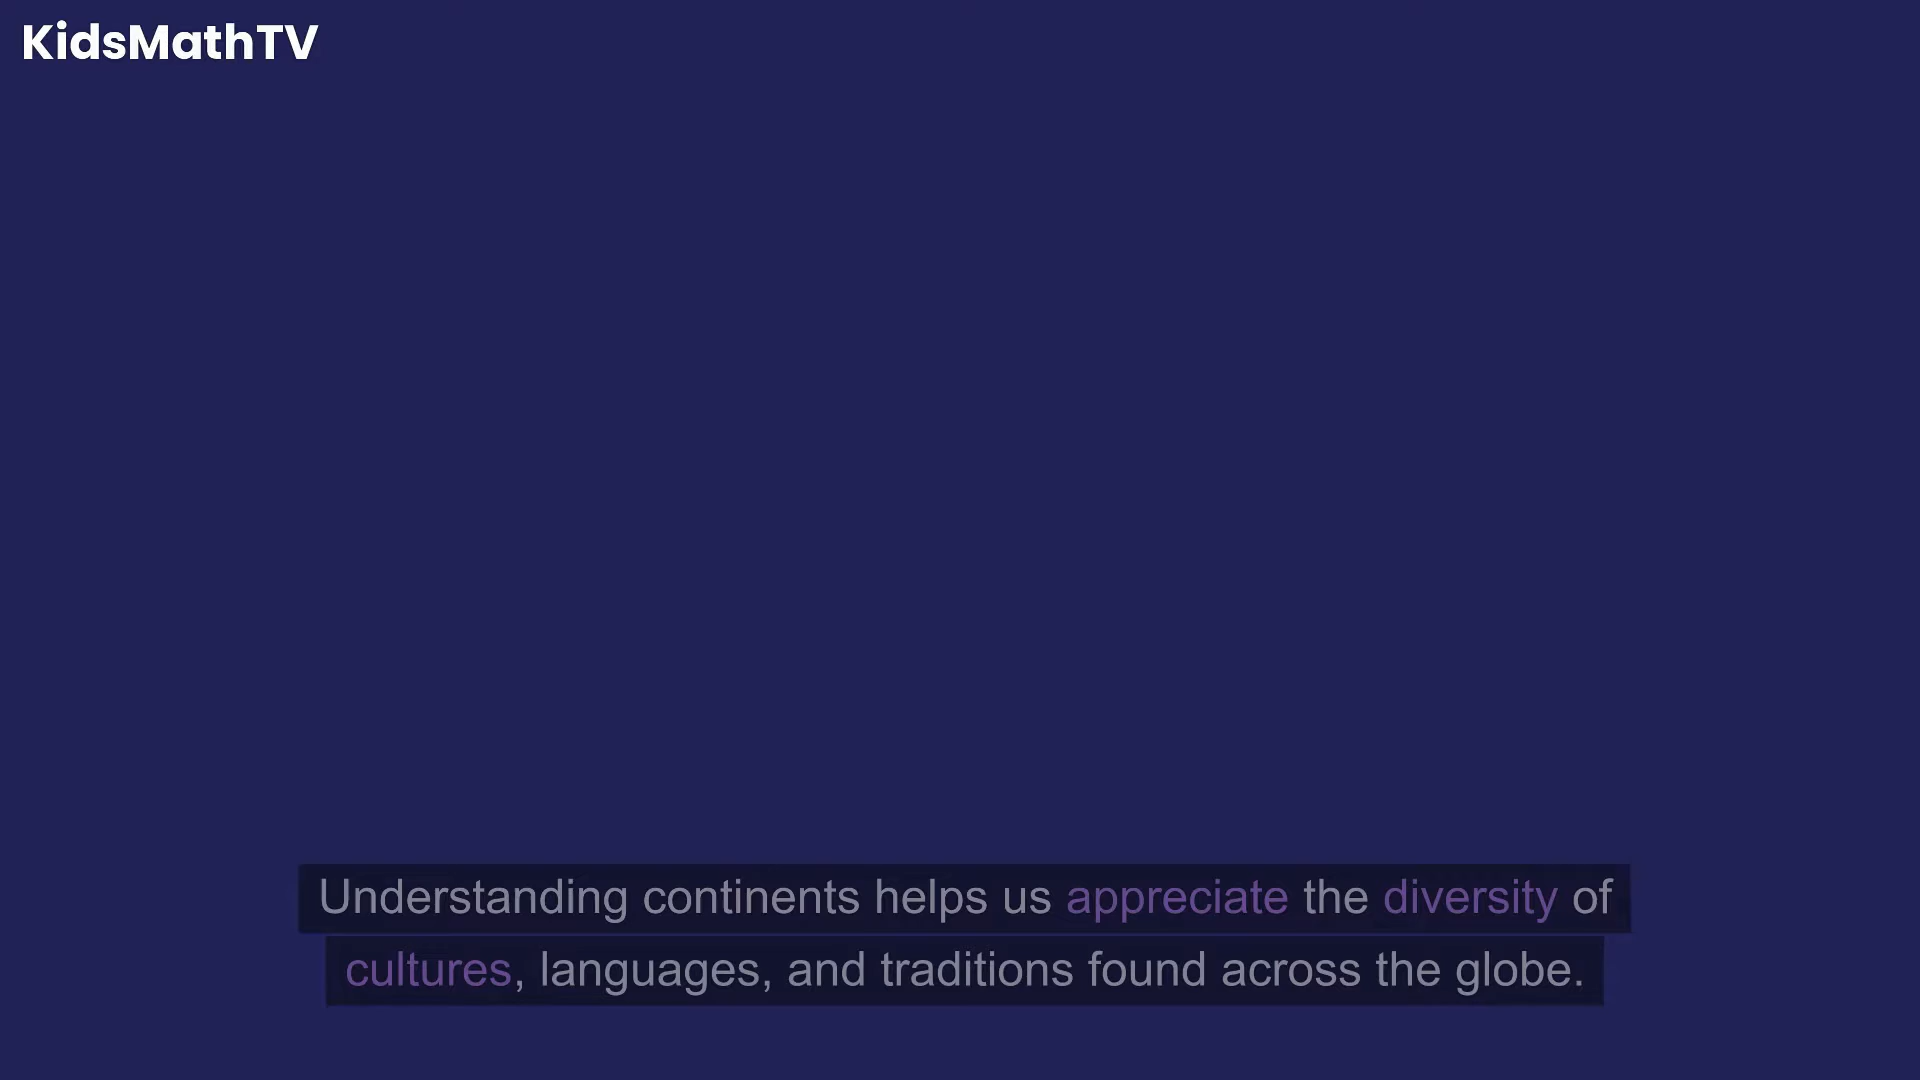 KidsMathTV
Understanding continents helps us appreciate the diversity of
cultures, languages, and traditions found across the globe.